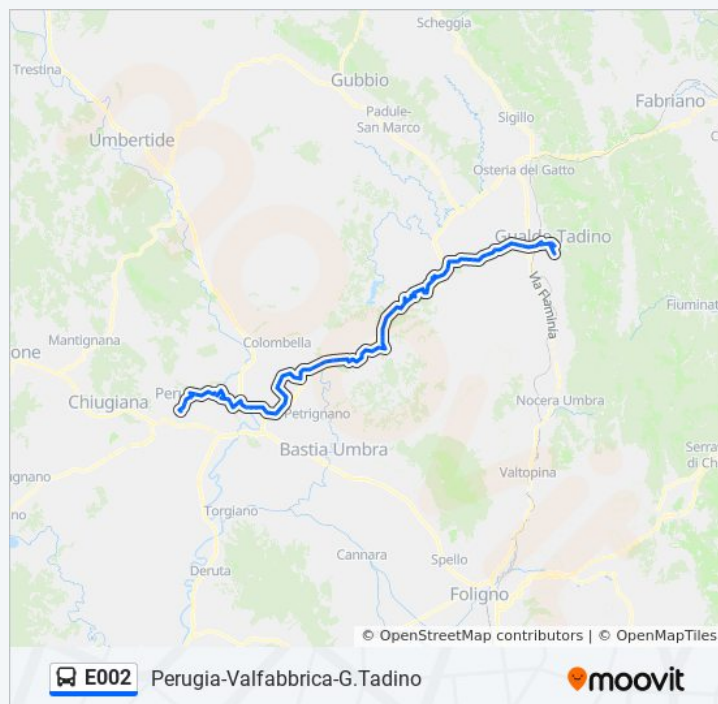 Scheggia
Trestina
Gubbio
Fabriano
Padule-
San Marco
Sigillo
Umbertide
Osteria del Gatto
Gualdo Tadino
Via Flaminia
Fiuminat
Mantignana
Colombella
one
Peru
Chiugiana
Petrignano
Nocera Umbra
Bastia Umbra
Serra
di Ch
ugnano
Valtopina
no
Torgiano
Cannara
Spello
Deruta
Foligno
© OpenStreetMap contributors | © OpenMapTiles
E002 Perugia-Valfabbrica-G.Tadino
moovit